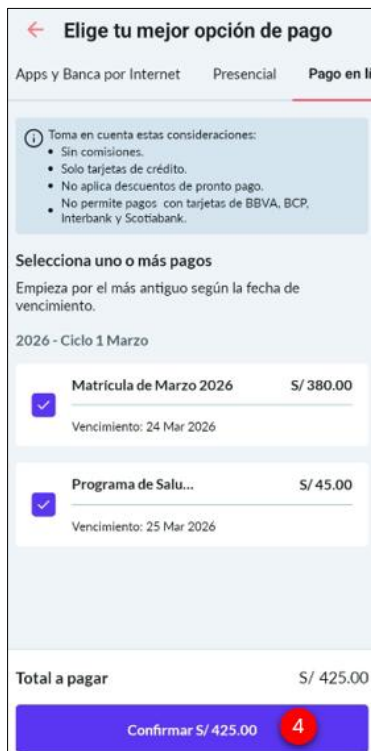 ← Elige tu mejor opción de pago
Apps y Banca por Internet Presencial Pago en lí
Toma en cuenta estas consideraciones:
• Sin comisiones.
• Solo tarjetas de crédito.
• No aplica descuentos de pronto pago.
• No permite pagos con tarjetas de BBVA, BCP,
Interbank y Scotiabank.
Selecciona uno o más pagos
Empieza por el más antiguo según la fecha de
vencimiento.
2026 - Ciclo 1 Marzo
Matrícula de Marzo 2026 S/ 380.00
Vencimiento: 24 Mar 2026
Programa de Salu... S/ 45.00
Vencimiento: 25 Mar 2026
Total a pagar S/ 425.00
Confirmar S/ 425.00 4